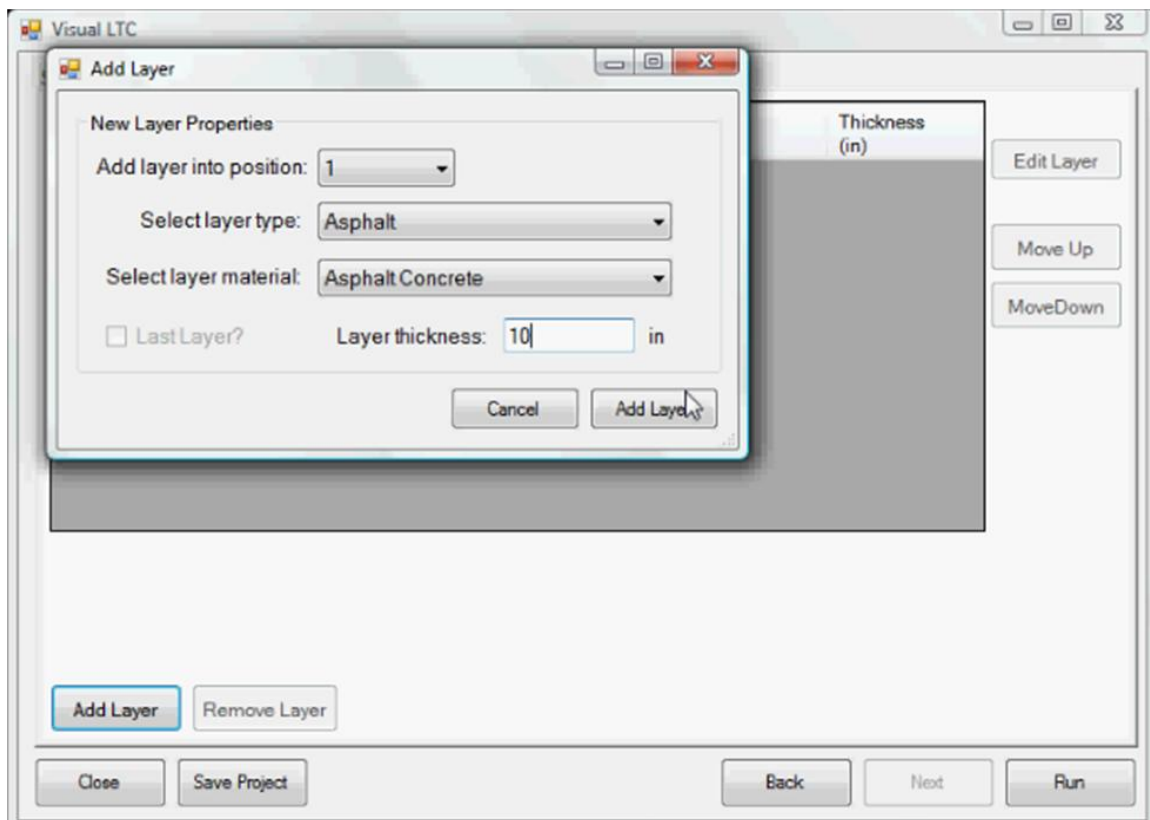 Visual LTC
Add Layer
New Layer Properties
Add layer into position: 1
Select layer type: Asphalt
Select layer material: Asphalt Concrete
Last Layer? Layer thickness: 10 in
Cancel Add Layer
Thickness
(in)
Edit Layer
Move Up
MoveDown
Add Layer Remove Layer
Close Save Project Back Next Run